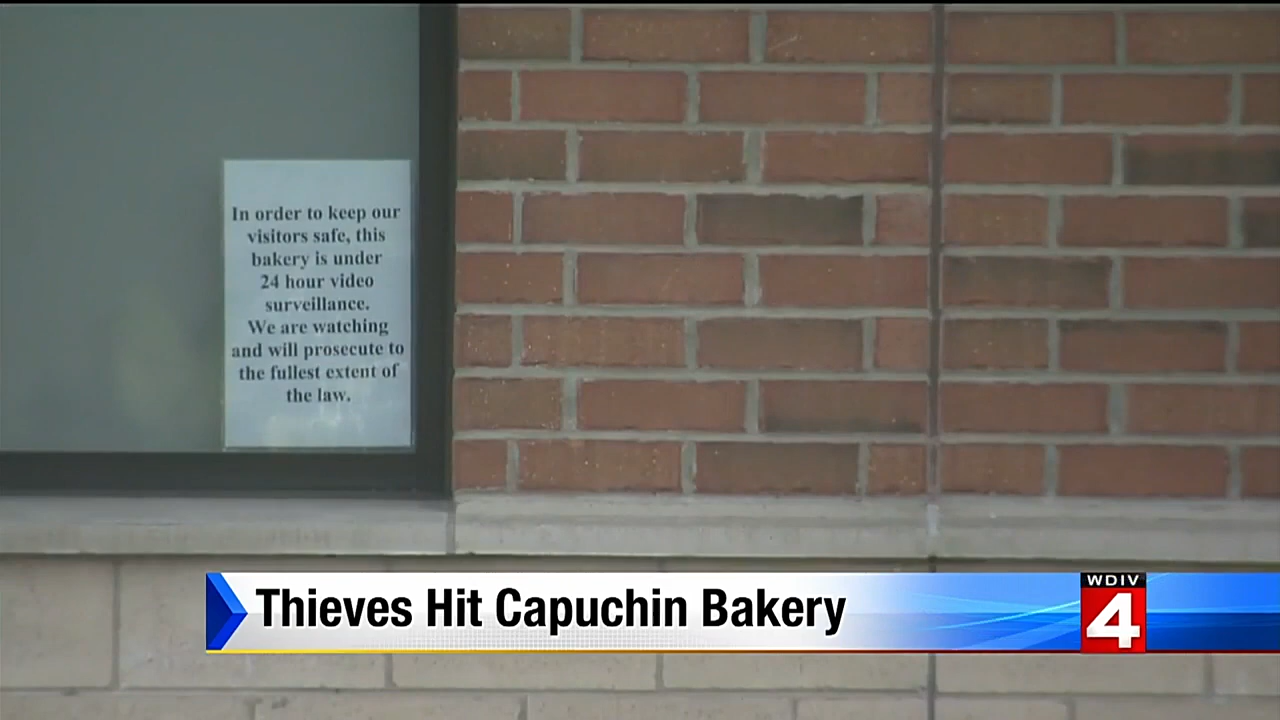 In order to keep our
visitors safe, this
bakery is under
24 hour video
surveillance.
We are watching
and will prosecute to
the fullest extent of
the law.
Thieves Hit Capuchin Bakery
WDIV
4